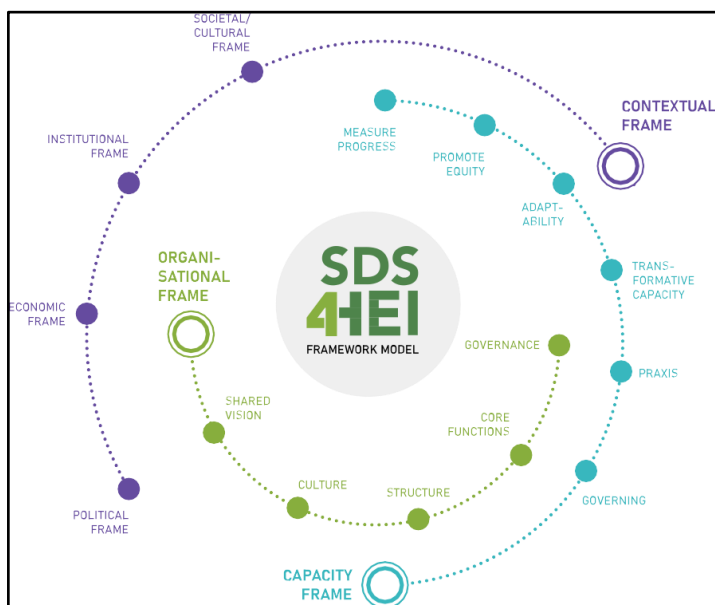 SOCIETAL/
CULTURAL
FRAME
CONTEXTUAL
FRAME
MEASURE
PROGRESS
PROMOTE
EQUITY
INSTITUTIONAL
FRAME
ADAPT-
ABILITY
ORGANI-
SATIONAL
FRAME
SDS
4HEI
FRAMEWORK MODEL
TRANS-
FORMATIVE
CAPACITY
ECONOMIC
FRAME
GOVERNANCE
PRAXIS
SHARED
VISION
CORE
FUNCTIONS
CULTURE
STRUCTURE
GOVERNING
POLITICAL
FRAME
CAPACITY
FRAME